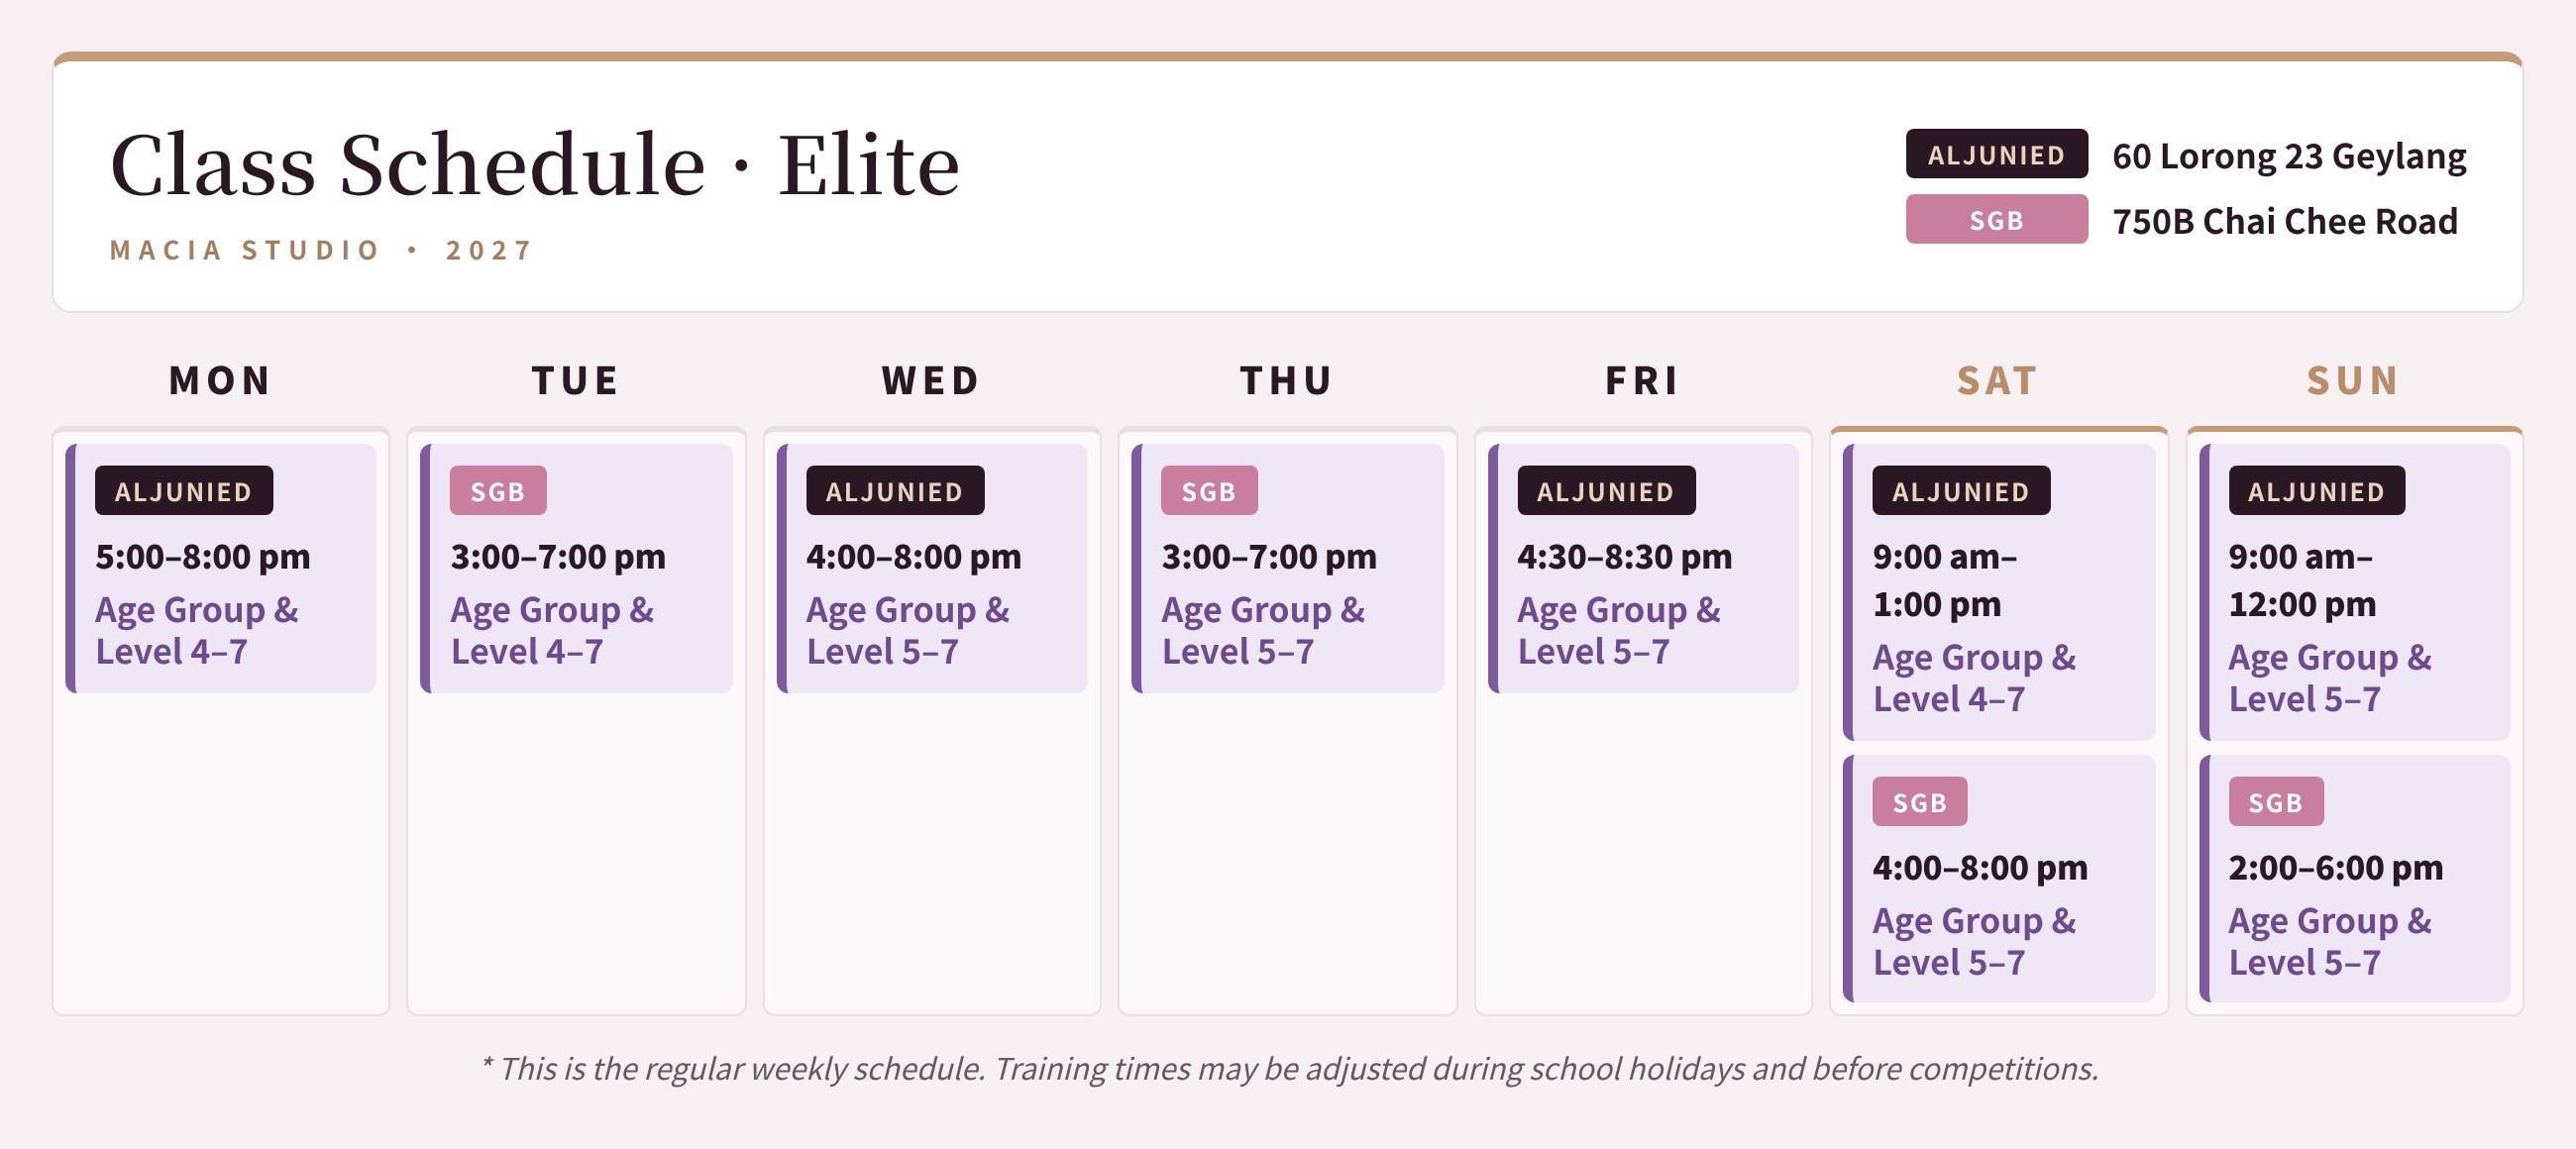 Class Schedule · Elite
MACIA STUDIO • 2027
ALJUNIED 60 Lorong 23 Geylang
SGB 750B Chai Chee Road
MON
ALJUNIED
5:00–8:00 pm
Age Group &
Level 4–7
TUE
SGB
3:00–7:00 pm
Age Group &
Level 4–7
WED
ALJUNIED
4:00–8:00 pm
Age Group &
Level 5–7
THU
SGB
3:00–7:00 pm
Age Group &
Level 5–7
FRI
ALJUNIED
4:30–8:30 pm
Age Group &
Level 5–7
SAT
ALJUNIED
9:00 am–
1:00 pm
Age Group &
Level 4–7
SGB
4:00–8:00 pm
Age Group &
Level 5–7
SUN
ALJUNIED
9:00 am–
12:00 pm
Age Group &
Level 5–7
SGB
2:00–6:00 pm
Age Group &
Level 5–7
* This is the regular weekly schedule. Training times may be adjusted during school holidays and before competitions.